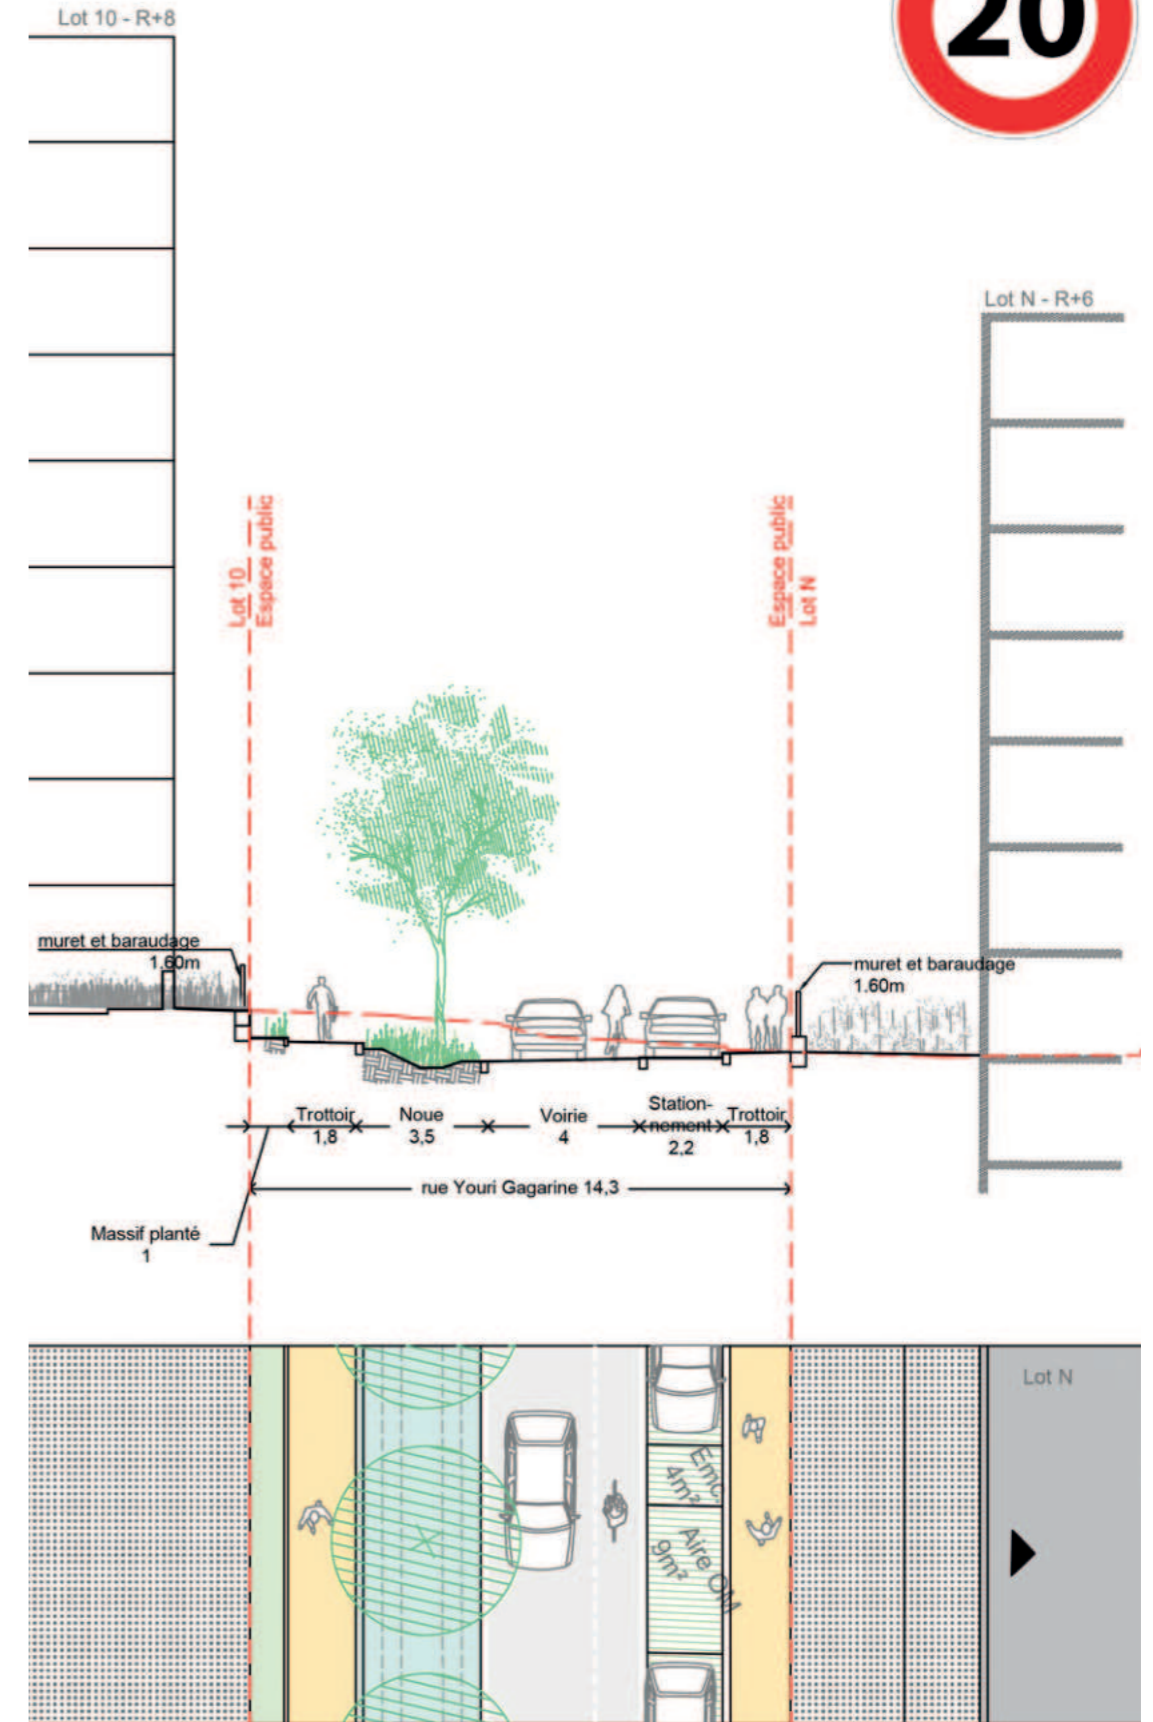 Lot 10 - R+8
20
Lot N - R+6
Lot 10
Espace public
Espace public
Lot N
muret et baraudage
1.60m
muret et baraudage
1.60m
Trottoir
1,8
Noue
3,5
Voirie
4
Station-
nement
2,2
Trottoir
1,8
rue Youri Gagarine 14,3
Massif planté
1
Lot N
Emc.
4m²
Aire OM
9m²